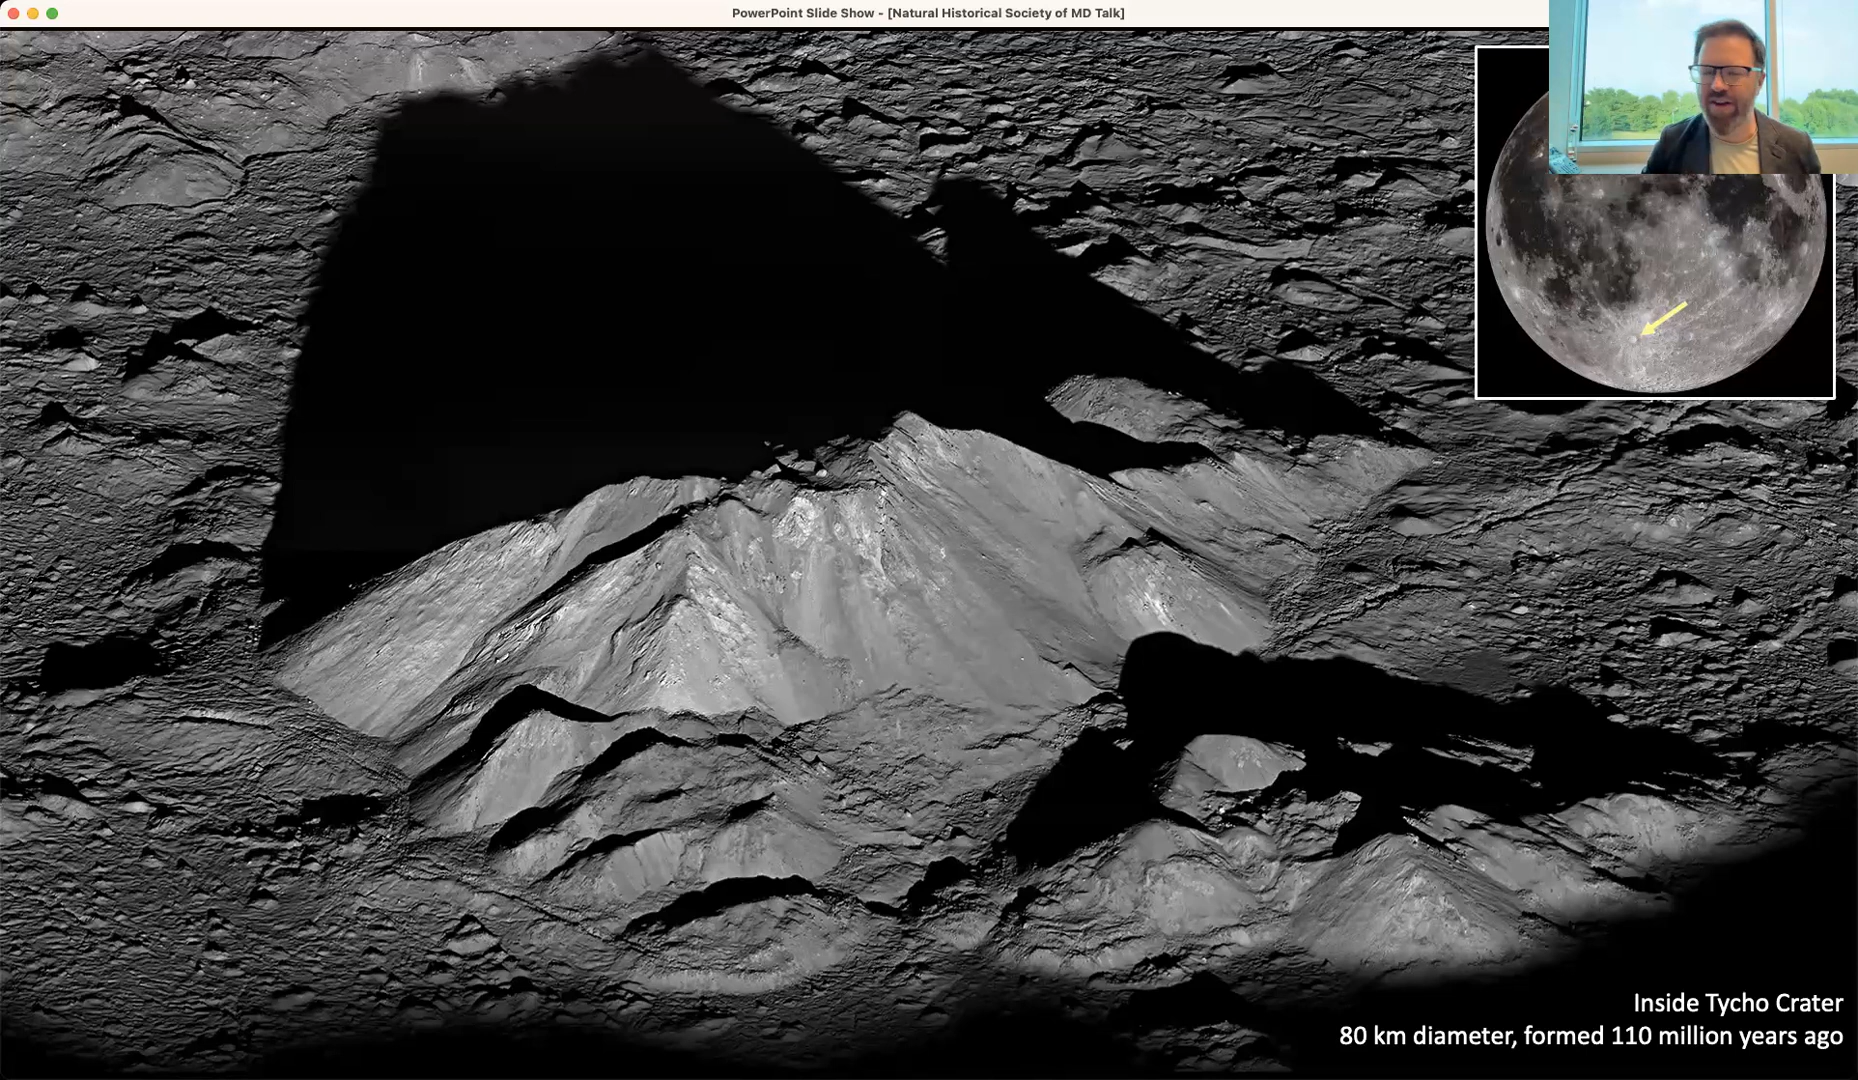 PowerPoint Slide Show - [Natural Historical Society of MD Talk]
Inside Tycho Crater
80 km diameter, formed 110 million years ago